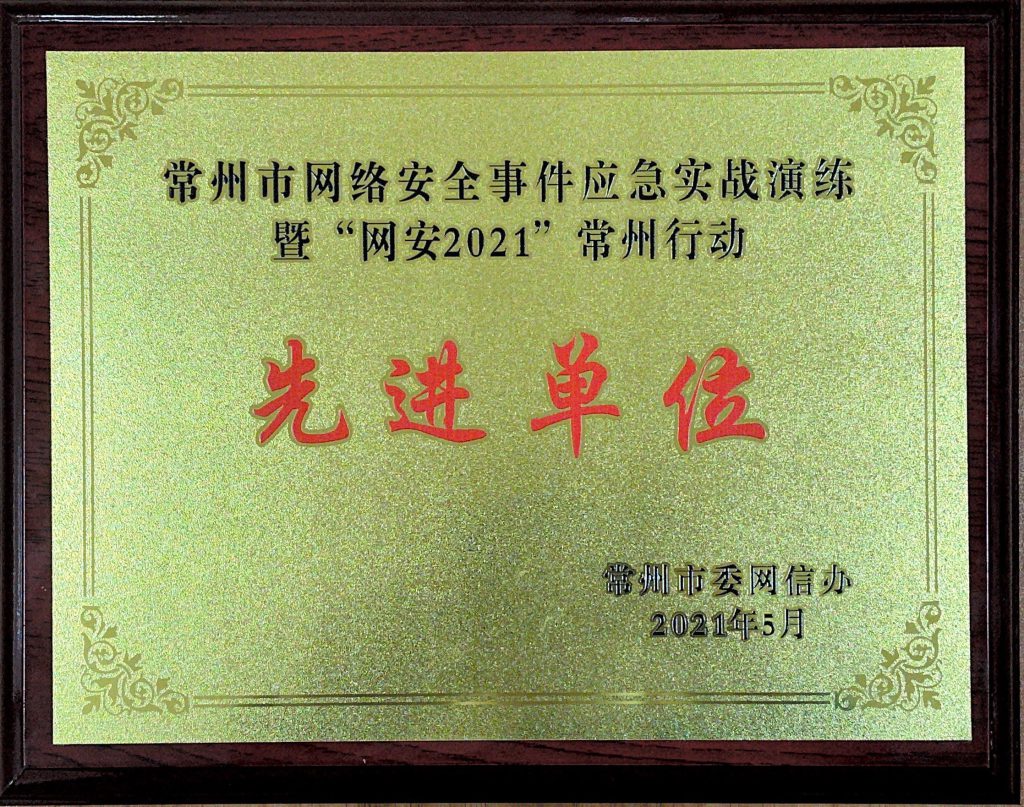 常州市网络安全事件应急实战演练
暨“网安2021”常州行动
先进单位
常州市委网信办
2021年5月